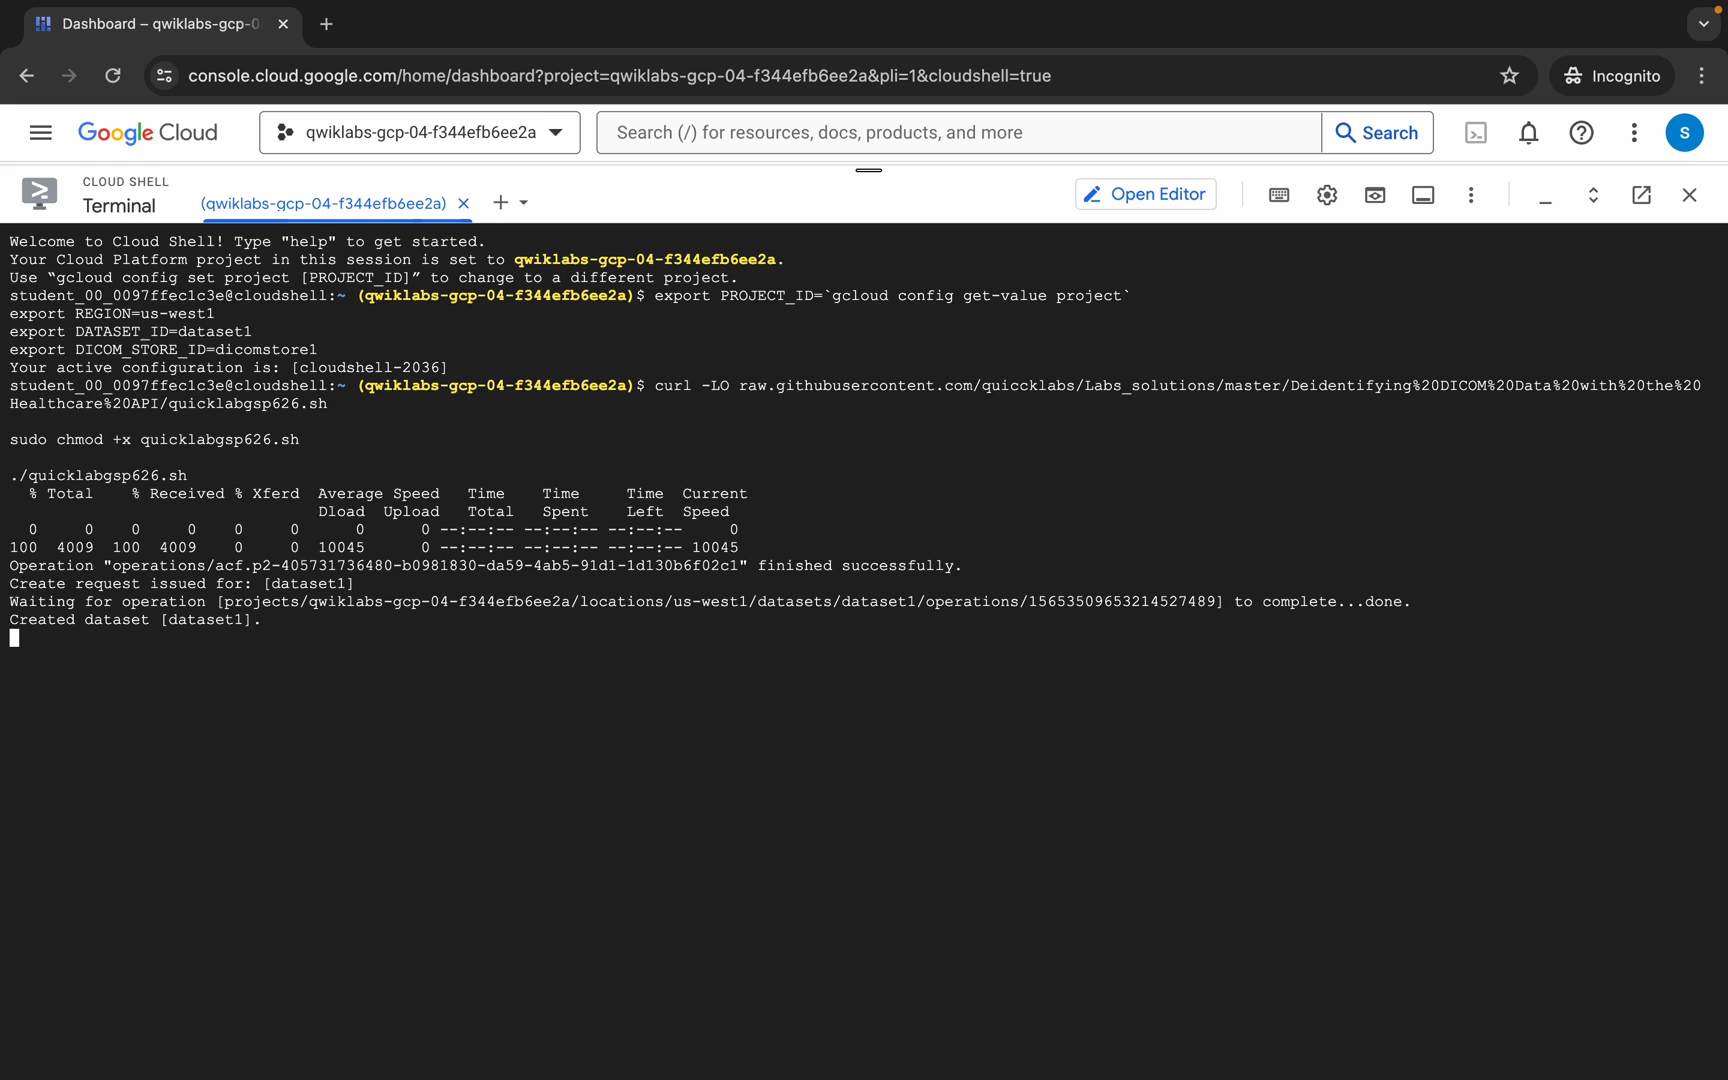 Dashboard – qwiklabs-gcp-0
console.cloud.google.com/home/dashboard?project=qwiklabs-gcp-04-f344efb6ee2a&pli=1&cloudshell=true
Incognito
Google Cloud
qwiklabs-gcp-04-f344efb6ee2a
Search (/) for resources, docs, products, and more
Search
S
CLOUD SHELL
Terminal
(qwiklabs-gcp-04-f344efb6ee2a)
Open Editor
Welcome to Cloud Shell! Type "help" to get started.
Your Cloud Platform project in this session is set to qwiklabs-gcp-04-f344efb6ee2a.
Use “gcloud config set project [PROJECT_ID]” to change to a different project.
student_00_0097ffec1c3e@cloudshell:~ (qwiklabs-gcp-04-f344efb6ee2a)$ export PROJECT_ID=`gcloud config get-value project`
export REGION=us-west1
export DATASET_ID=dataset1
export DICOM_STORE_ID=dicomstore1
Your active configuration is: [cloudshell-2036]
student_00_0097ffec1c3e@cloudshell:~ (qwiklabs-gcp-04-f344efb6ee2a)$ curl -LO raw.githubusercontent.com/quiccklabs/Labs_solutions/master/Deidentifying%20DICOM%20Data%20with%20the%20
Healthcare%20API/quicklabgsp626.sh
sudo chmod +x quicklabgsp626.sh
./quicklabgsp626.sh
% Total % Received % Xferd Average Speed Time Time Time Current
Dload Upload Total Spent Left Speed
0 0 0 0 0 0 0 0 --:--:-- --:--:-- --:--:-- 0
100 4009 100 4009 0 0 10045 0 --:--:-- --:--:-- --:--:-- 10045
Operation "operations/acf.p2-405731736480-b0981830-da59-4ab5-91d1-1d130b6f02c1" finished successfully.
Create request issued for: [dataset1]
Waiting for operation [projects/qwiklabs-gcp-04-f344efb6ee2a/locations/us-west1/datasets/dataset1/operations/15653509653214527489] to complete...done.
Created dataset [dataset1].